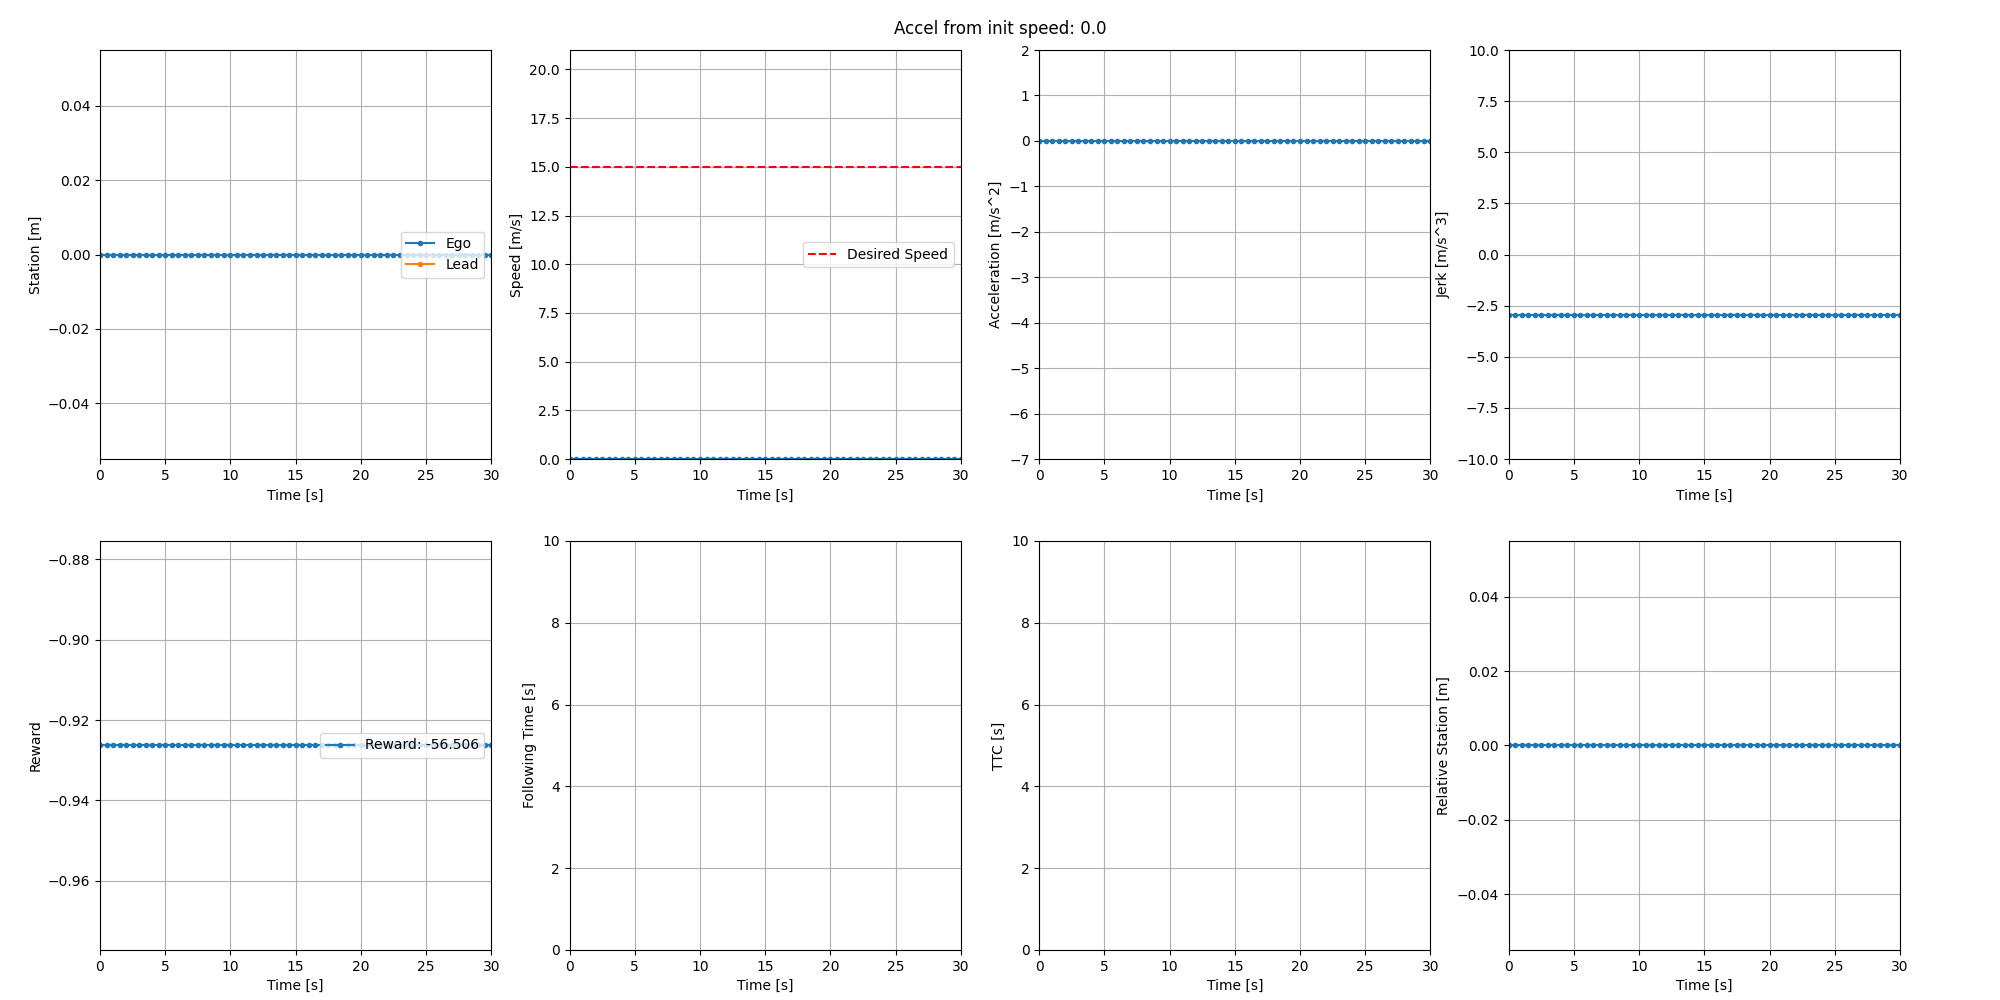 Accel from init speed: 0.0
0.04
0.02
0.00
−0.02
−0.04
Station [m]
Ego
Lead
0 5 10 15 20 25 30
Time [s]
20.0
17.5
15.0
12.5
10.0
7.5
5.0
2.5
0.0
Speed [m/s]
Desired Speed
0 5 10 15 20 25 30
Time [s]
2
1
0
−1
−2
−3
−4
−5
−6
−7
Acceleration [m/s^2]
0 5 10 15 20 25 30
Time [s]
10.0
7.5
5.0
2.5
0.0
−2.5
−5.0
−7.5
−10.0
Jerk [m/s^3]
0 5 10 15 20 25 30
Time [s]
−0.88
−0.90
−0.92
−0.94
−0.96
Reward
Reward: -56.506
0 5 10 15 20 25 30
Time [s]
10
8
6
4
2
0
Following Time [s]
0 5 10 15 20 25 30
Time [s]
10
8
6
4
2
0
TTC [s]
0 5 10 15 20 25 30
Time [s]
0.04
0.02
0.00
−0.02
−0.04
Relative Station [m]
0 5 10 15 20 25 30
Time [s]